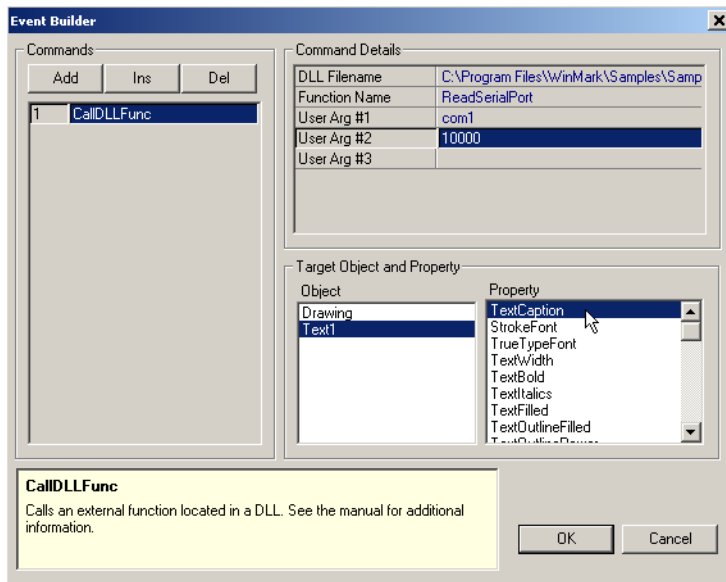 Event Builder
Commands
Add Ins Del
1 CallDLLFunc
Command Details
DLL Filename C:\Program Files\WinMark\Samples\Samp
Function Name ReadSerialPort
User Arg #1 com1
User Arg #2 10000
User Arg #3
Target Object and Property
Object
Drawing
Text1
Property
TextCaption
StrokeFont
TrueTypeFont
TextWidth
TextBold
TextItalics
TextFilled
TextOutlineFilled
TextOutlinePower
CallDLLFunc
Calls an external function located in a DLL. See the manual for additional
information.
OK Cancel